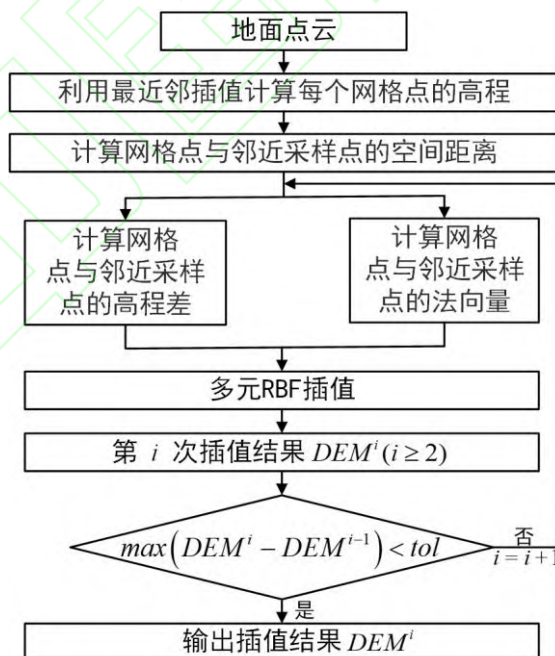 地面点云
利用最近邻插值计算每个网格点的高程
计算网格点与邻近采样点的空间距离
计算网格
点与邻近采样
点的高程差
计算网格
点与邻近采样
点的法向量
多元RBF插值
第 i 次插值结果 DEM^i (i ≥ 2)
max(DEM^i − DEM^{i−1}) < tol
否
i = i + 1
是
输出插值结果 DEM^i